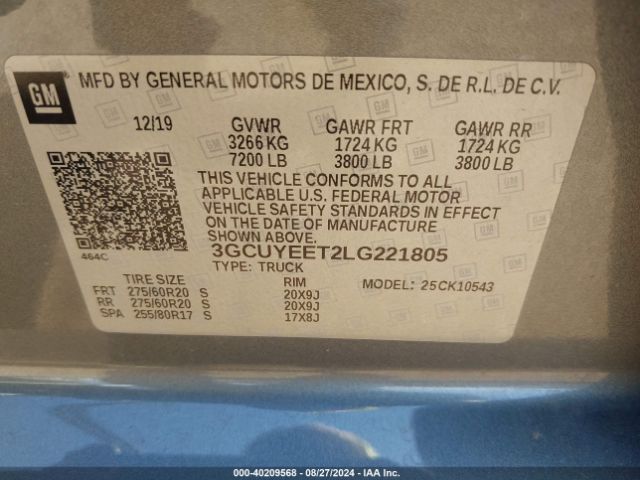 GM
MFD BY GENERAL MOTORS DE MEXICO, S. DE R.L. DE C.V.
12/19 GVWR GAWR FRT GAWR RR
3266 KG 1724 KG 1724 KG
7200 LB 3800 LB 3800 LB
THIS VEHICLE CONFORMS TO ALL
APPLICABLE U.S. FEDERAL MOTOR
VEHICLE SAFETY STANDARDS IN EFFECT
ON THE DATE OF MANUFACTURE
SHOWN ABOVE.
464C
3GCUYEET2LG221805
TYPE: TRUCK
TIRE SIZE RIM MODEL: 25CK10543
FRT 275/60R20 S 20X9J
RR 275/60R20 S 20X9J
SPA 255/80R17 S 17X8J
000-40209568 - 08/27/2024 - IAA Inc.